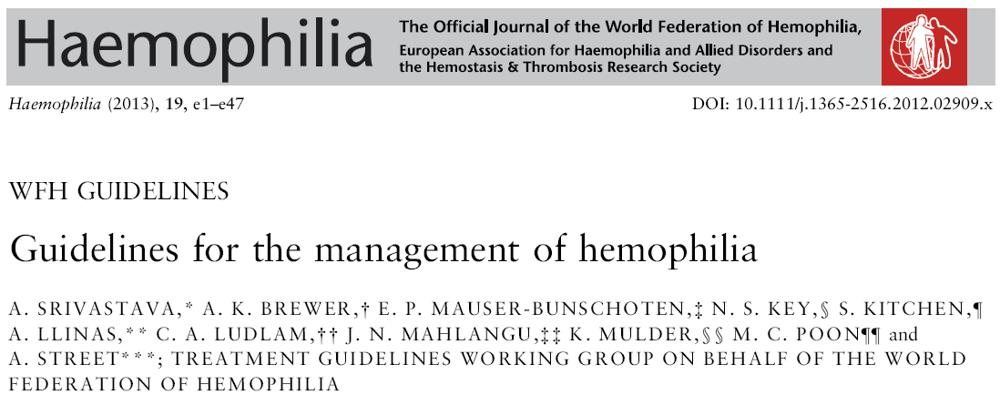 Haemophilia
The Official Journal of the World Federation of Hemophilia,
European Association for Haemophilia and Allied Disorders and
the Hemostasis & Thrombosis Research Society
Haemophilia (2013), 19, e1–e47
DOI: 10.1111/j.1365-2516.2012.02909.x
WFH GUIDELINES
Guidelines for the management of hemophilia
A. SRIVASTAVA,* A. K. BREWER,† E. P. MAUSER-BUNSCHOTEN,‡ N. S. KEY,§ S. KITCHEN,¶
A. LLINAS,** C. A. LUDLAM,†† J. N. MAHLANGU,‡‡ K. MULDER,§§ M. C. POON¶¶ and
A. STREET***; TREATMENT GUIDELINES WORKING GROUP ON BEHALF OF THE WORLD
FEDERATION OF HEMOPHILIA